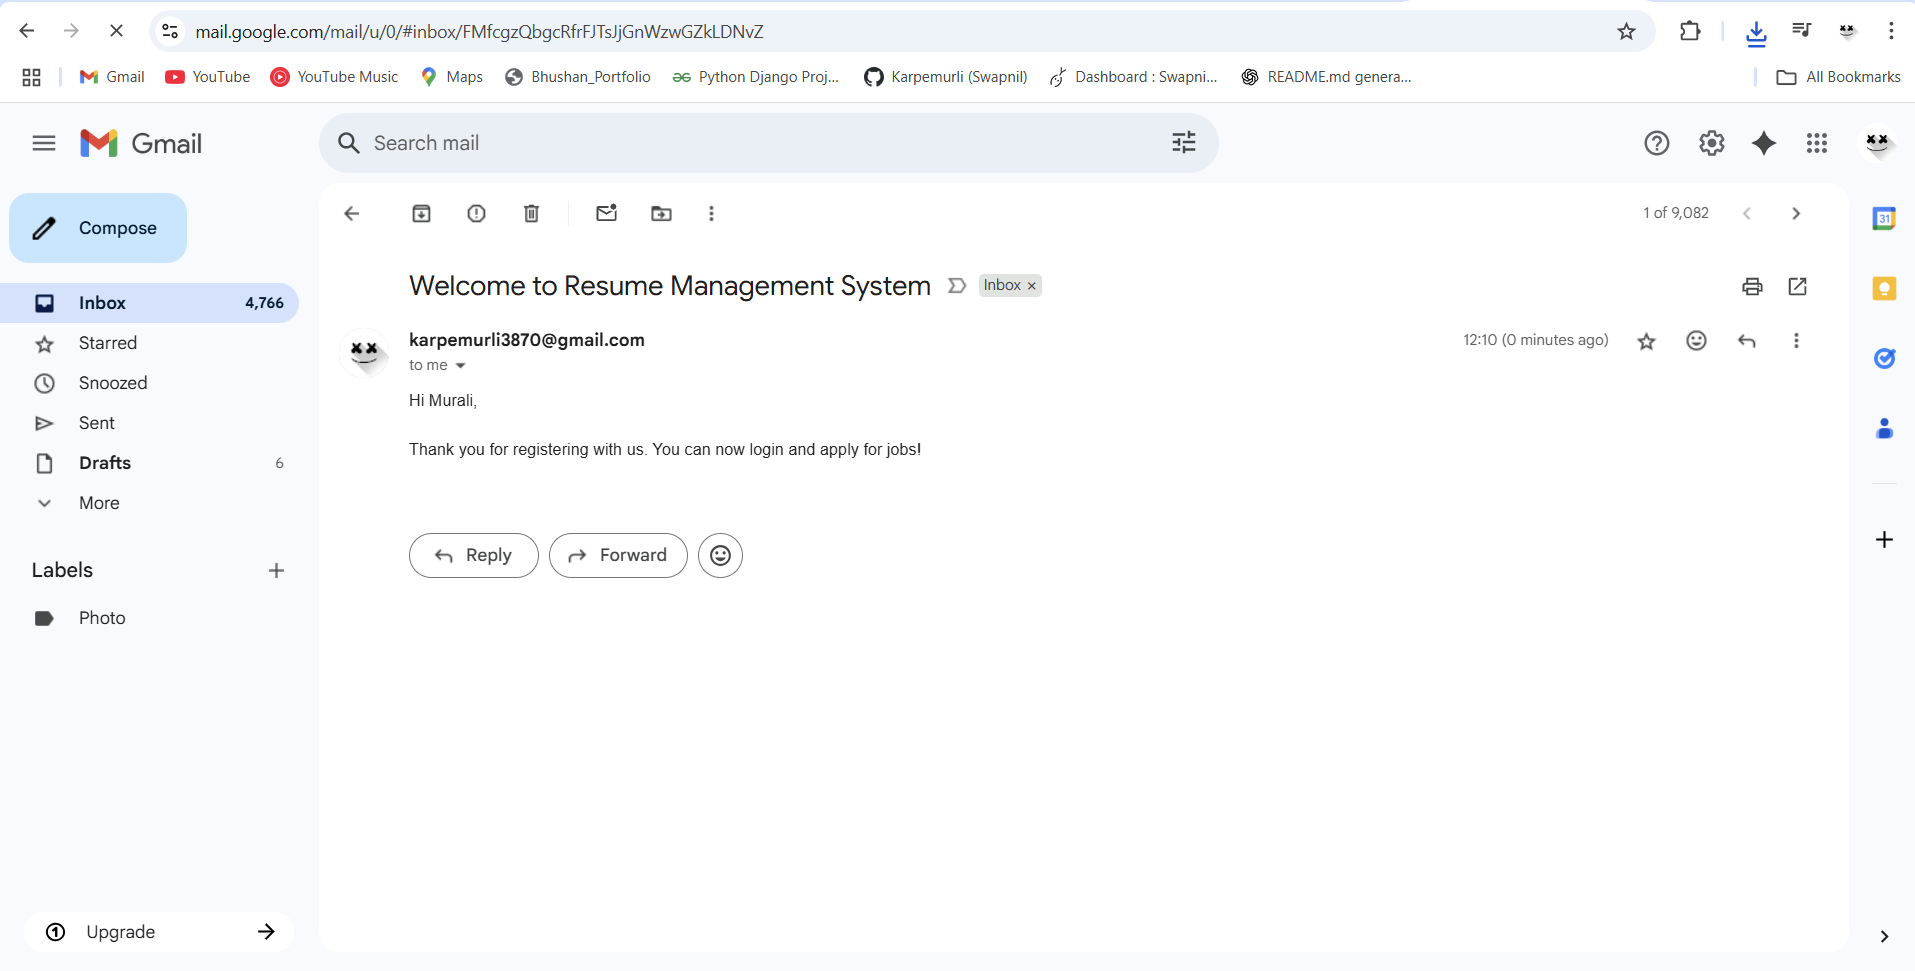 mail.google.com/mail/u/0/#inbox/FMfcgzQbgcRfrFJTsJjGnWzwGZkLDNvZ
Gmail YouTube YouTube Music Maps Bhushan_Portfolio Python Django Proj... Karpemurli (Swapnil) Dashboard : Swapni... README.md genera... All Bookmarks
Gmail
Search mail
Compose
1 of 9,082
31
Welcome to Resume Management System Inbox ×
Inbox 4,766
Starred
Snoozed
Sent
Drafts 6
More
Labels
Photo
karpemurli3870@gmail.com 12:10 (0 minutes ago)
to me
Hi Murali,
Thank you for registering with us. You can now login and apply for jobs!
Reply Forward
1 Upgrade